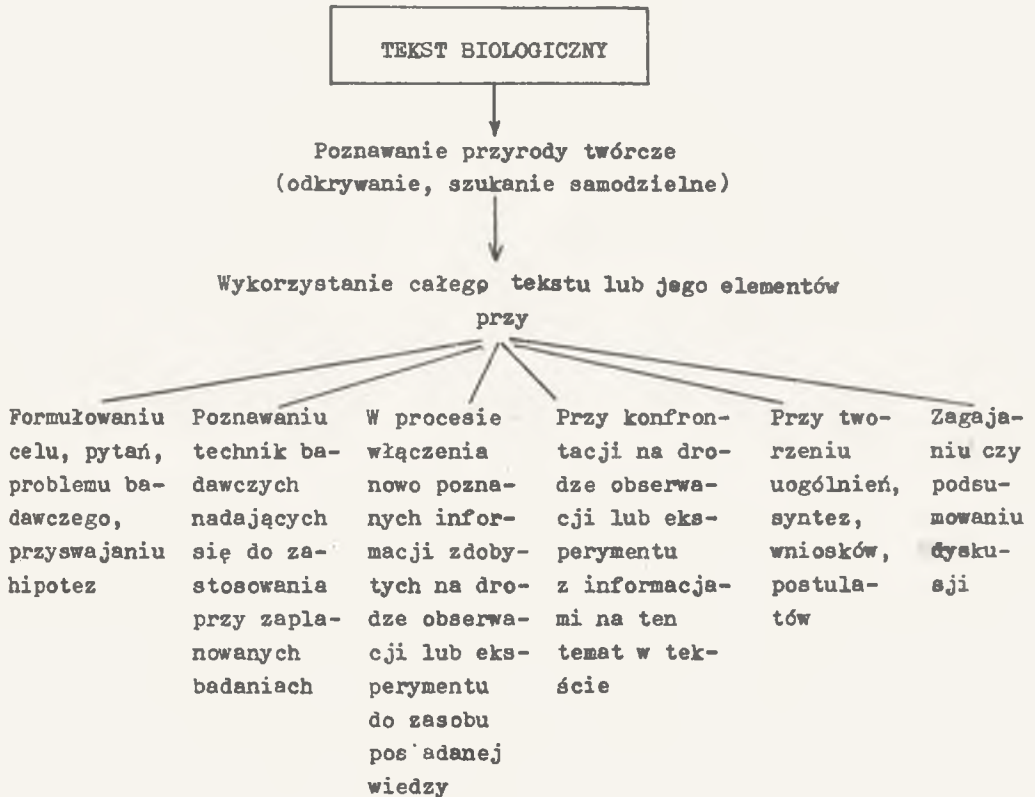 TEKST BIOLOGICZNY
Poznawanie przyrody twórcze
(odkrywanie, szukanie samodzielne)
Wykorzystanie całego tekstu lub jego elementów
przy
Formułowaniu
celu, pytań,
problemu ba-
dawczego,
przyswajaniu
hipotez
Poznawaniu
technik ba-
dawczych
nadających
się do za-
stosowania
przy zapla-
nowanych
badaniach
W procesie
włączenia
nowo pozna-
nych infor-
macji zdoby-
tych na dro-
dze obserwa-
cji lub eks-
perymentu
do zasobu
posiadanej
wiedzy
Przy konfron-
tacji na dro-
dze obserwa-
cji lub eks-
perymentu
z informacja-
mi na ten
temat w tek-
ście
Przy two-
rzeniu
uogólnień,
syntez,
wniosków,
postula-
tów
Zagaja-
niu czy
podsu-
mowaniu
dysku-
sji